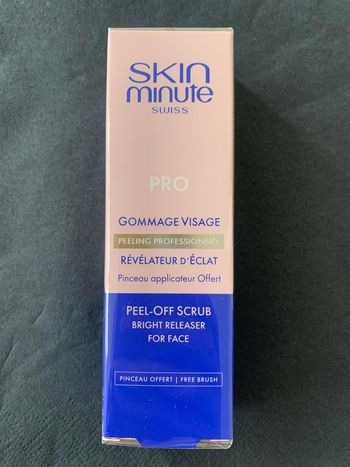 SKIN
minute
SWISS
PRO
GOMMAGE VISAGE
PEELING PROFESSIONNEL
RÉVÉLATEUR D'ÉCLAT
Pinceau applicateur Offert
PEEL-OFF SCRUB
BRIGHT RELEASER
FOR FACE
PINCEAU OFFERT | FREE BRUSH